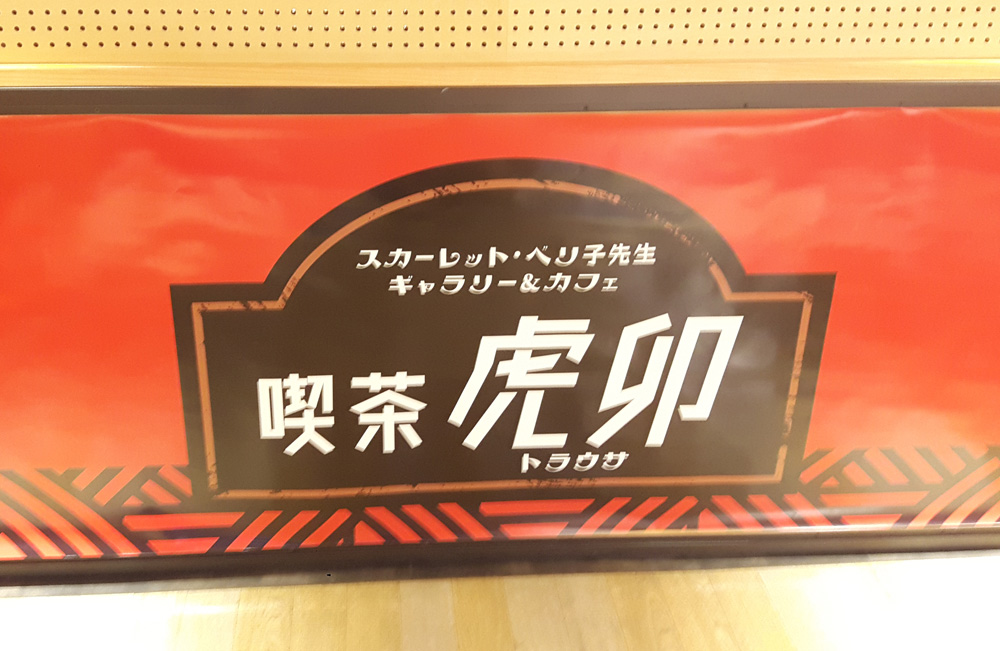 スカーレット・ベリ子先生
ギャラリー&カフェ
喫茶 虎卯
トラウサ